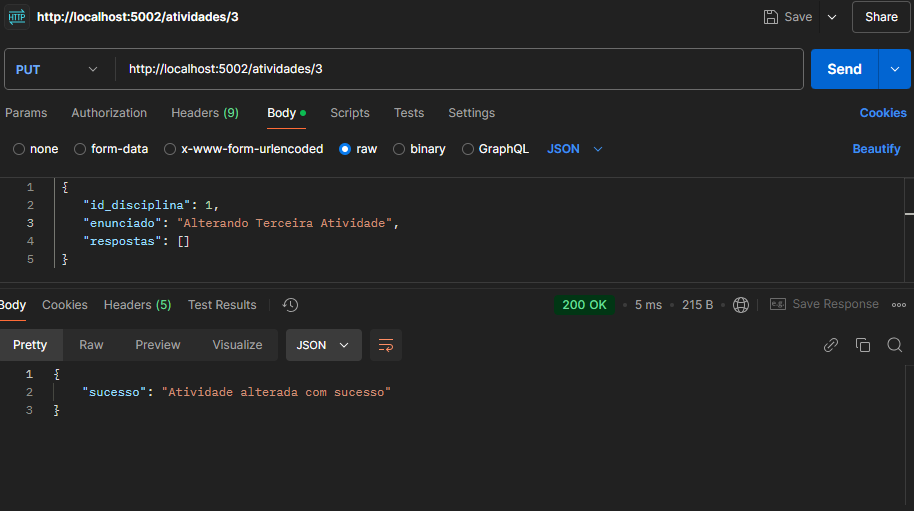 HTTP http://localhost:5002/atividades/3 Save Share
PUT http://localhost:5002/atividades/3 Send
Params Authorization Headers (9) Body Scripts Tests Settings Cookies
none form-data x-www-form-urlencoded raw binary GraphQL JSON Beautify
1 {
2 "id_disciplina": 1,
3 "enunciado": "Alterando Terceira Atividade",
4 "respostas": []
5 }
Body Cookies Headers (5) Test Results 200 OK 5 ms 215 B e.g. Save Response
Pretty Raw Preview Visualize JSON
1 {
2 "sucesso": "Atividade alterada com sucesso"
3 }